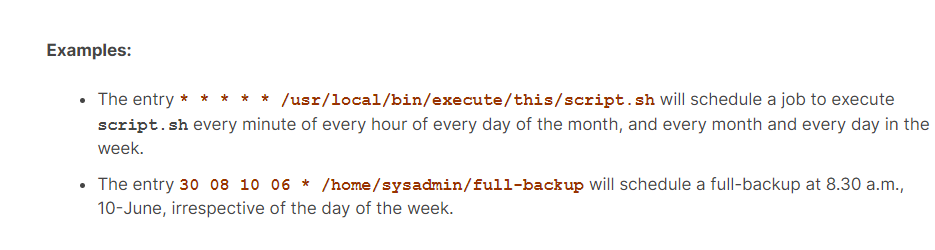 Examples:
• The entry * * * * * /usr/local/bin/execute/this/script.sh will schedule a job to execute
script.sh every minute of every hour of every day of the month, and every month and every day in the
week.
• The entry 30 08 10 06 * /home/sysadmin/full-backup will schedule a full-backup at 8.30 a.m.,
10-June, irrespective of the day of the week.